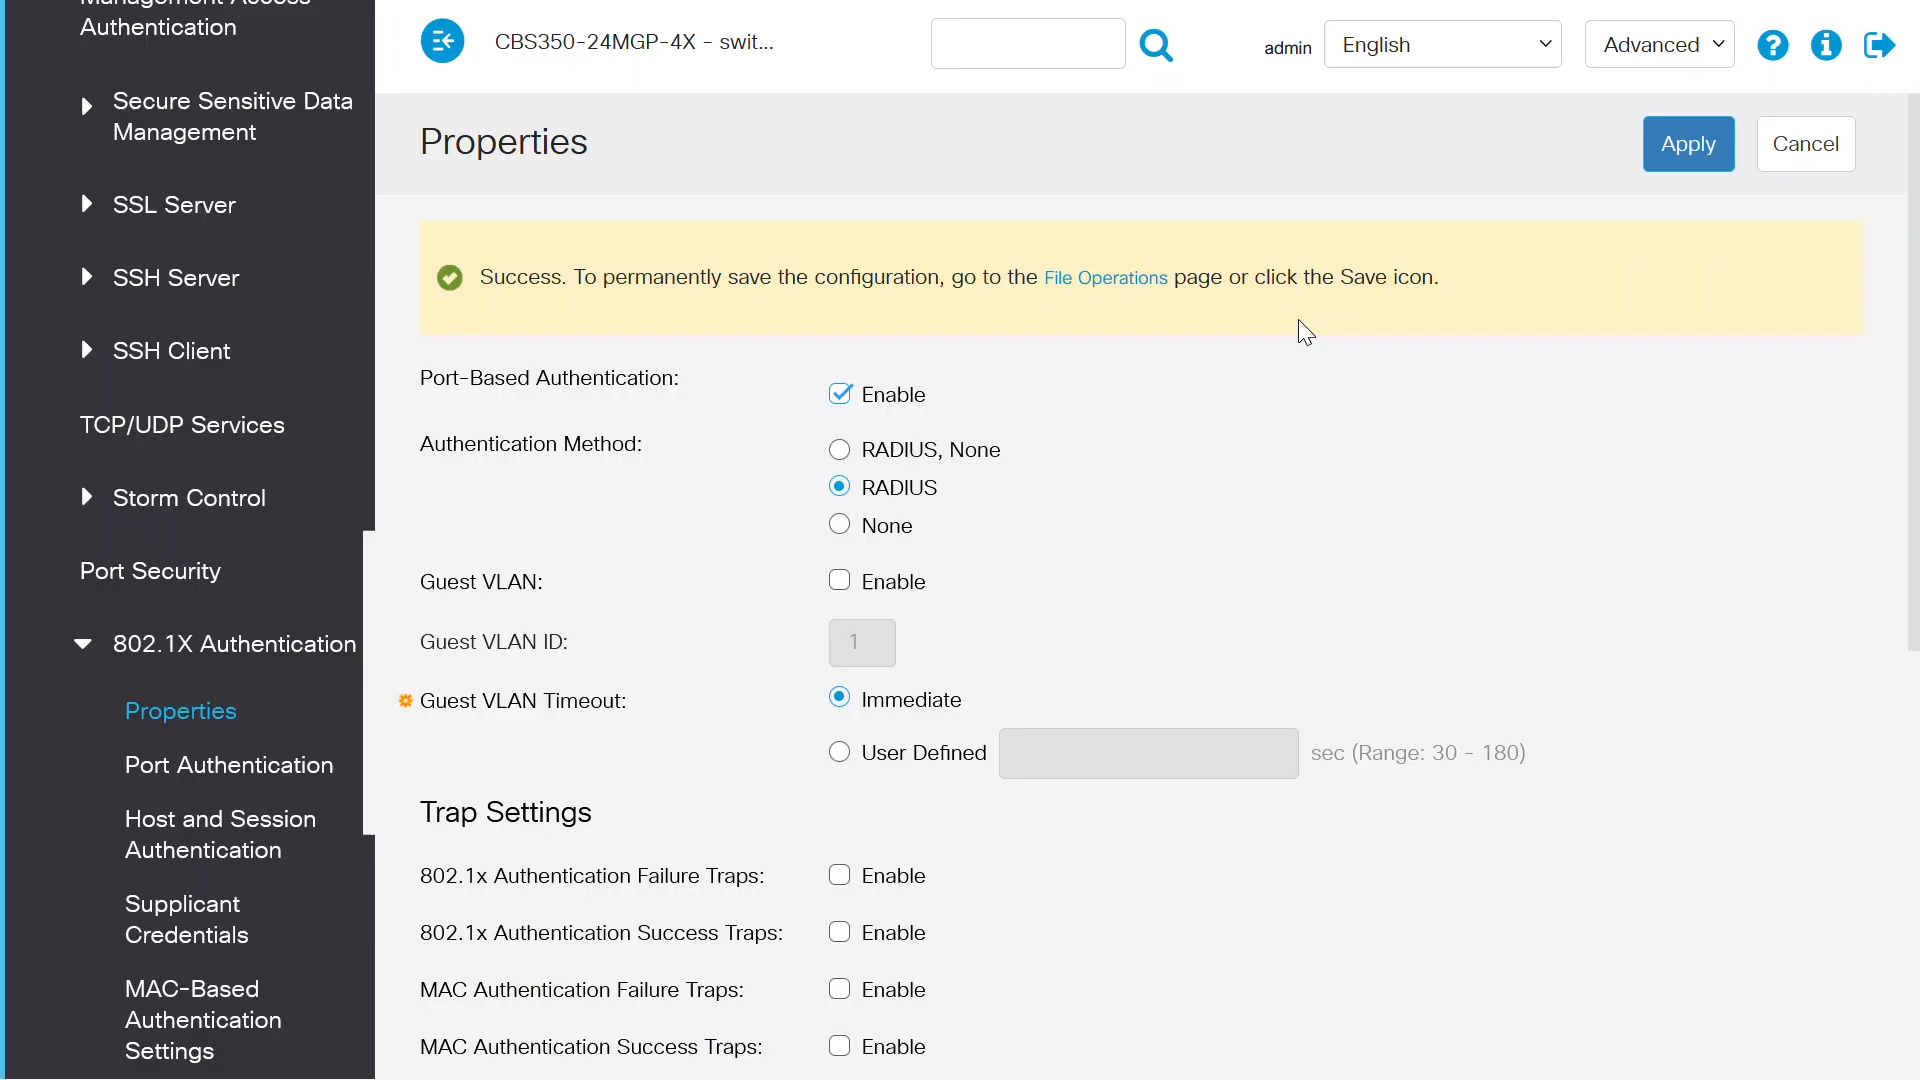 Management Access
Authentication
Secure Sensitive Data
Management
SSL Server
SSH Server
SSH Client
TCP/UDP Services
Storm Control
Port Security
802.1X Authentication
Properties
Port Authentication
Host and Session
Authentication
Supplicant
Credentials
MAC-Based
Authentication
Settings
CBS350-24MGP-4X - swit...
admin
English
Advanced
Properties
Apply
Cancel
Success. To permanently save the configuration, go to the File Operations page or click the Save icon.
Port-Based Authentication:
Enable
Authentication Method:
RADIUS, None
RADIUS
None
Guest VLAN:
Enable
Guest VLAN ID:
1
Guest VLAN Timeout:
Immediate
User Defined
sec (Range: 30 - 180)
Trap Settings
802.1x Authentication Failure Traps:
Enable
802.1x Authentication Success Traps:
Enable
MAC Authentication Failure Traps:
Enable
MAC Authentication Success Traps:
Enable